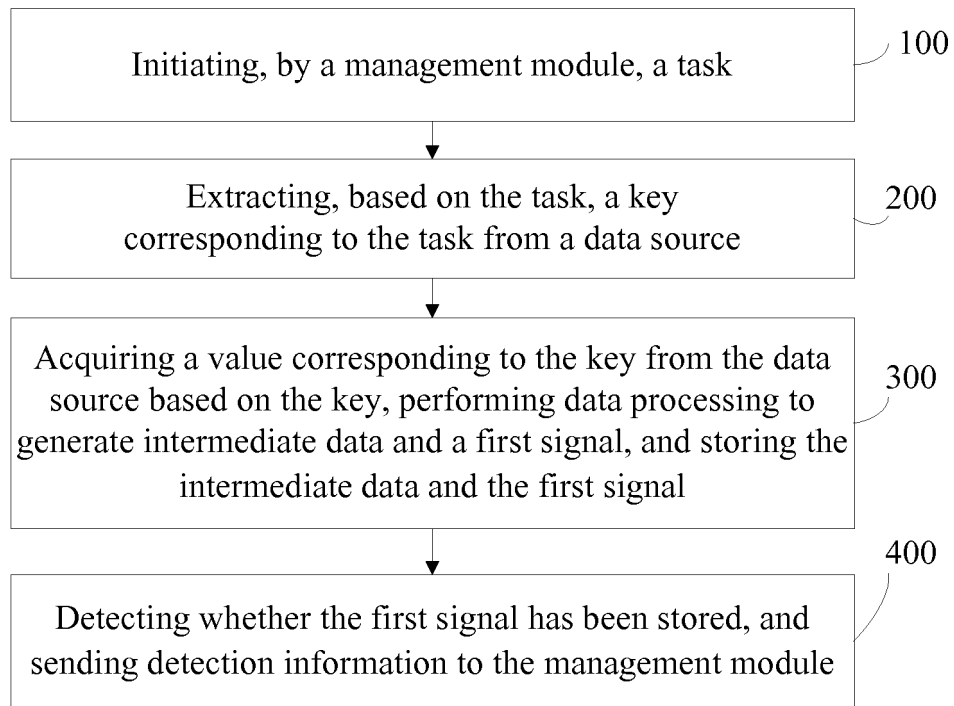 Initiating, by a management module, a task
100
Extracting, based on the task, a key
corresponding to the task from a data source
200
Acquiring a value corresponding to the key from the data
source based on the key, performing data processing to
generate intermediate data and a first signal, and storing the
intermediate data and the first signal
300
Detecting whether the first signal has been stored, and
sending detection information to the management module
400